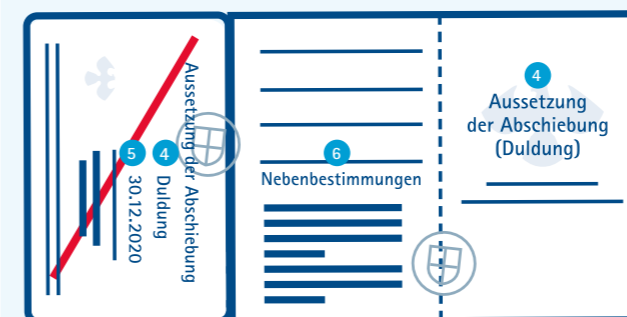 Aussetzung der Abschiebung
4 Duldung
5 30.12.2020
6
Nebenbestimmungen
4
Aussetzung
der Abschiebung
(Duldung)